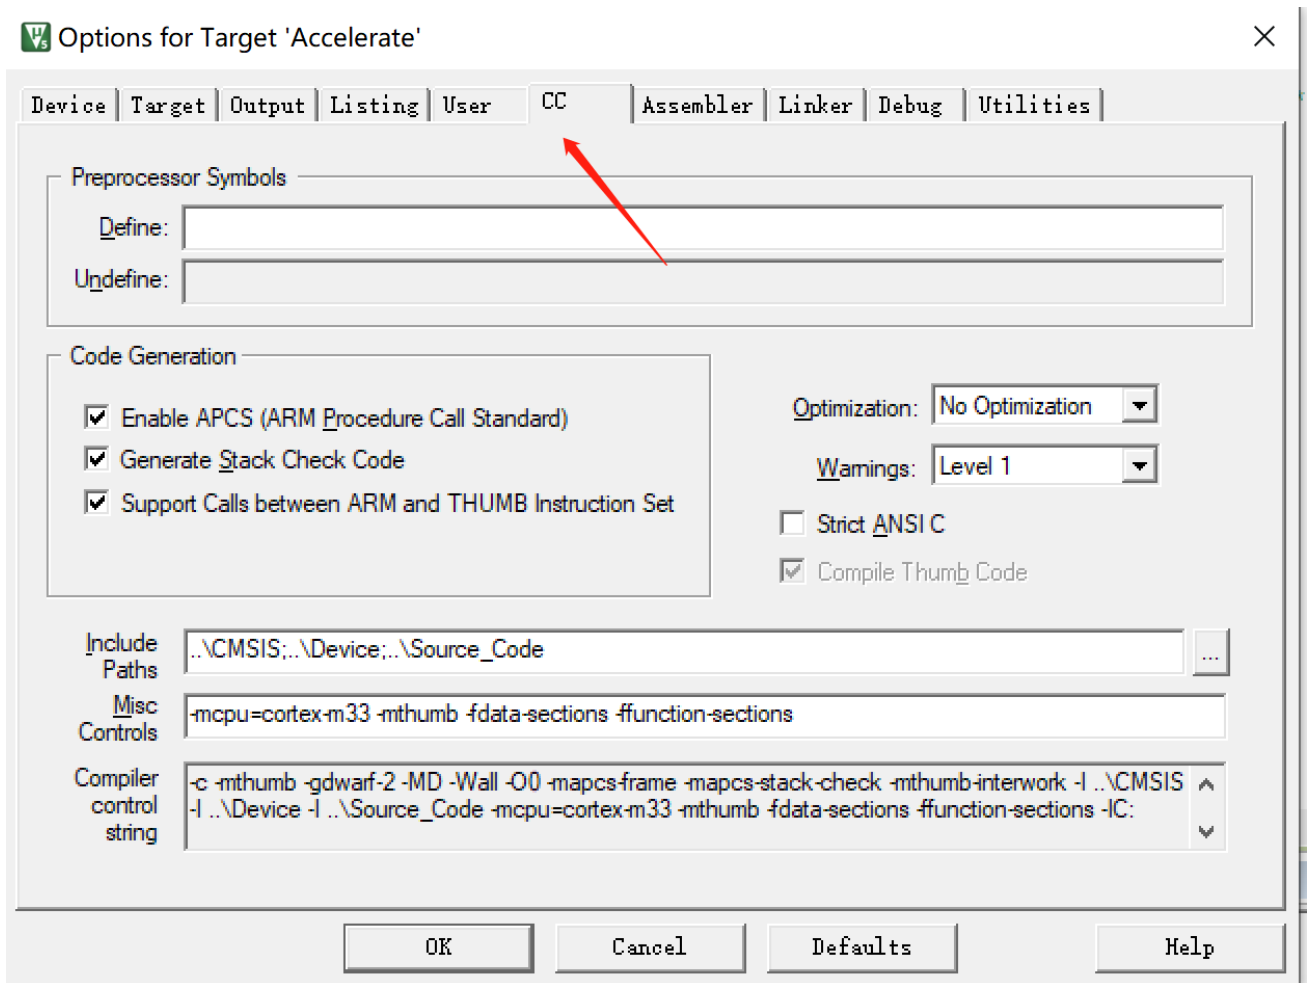 Options for Target 'Accelerate'
Device Target Output Listing User CC Assembler Linker Debug Utilities
Preprocessor Symbols
Define:
Undefine:
Code Generation
Enable APCS (ARM Procedure Call Standard)
Generate Stack Check Code
Support Calls between ARM and THUMB Instruction Set
Optimization: No Optimization
Warnings: Level 1
Strict ANSI C
Compile Thumb Code
Include Paths
..\CMSIS;..\Device;..\Source_Code
...
Misc Controls
-mcpu=cortex-m33 -mthumb -fdata-sections -ffunction-sections
Compiler control string
-c -mthumb -gdwarf-2 -MD -Wall -O0 -mapcs-frame -mapcs-stack-check -mthumb-interwork -I ..\CMSIS
-I ..\Device -I ..\Source_Code -mcpu=cortex-m33 -mthumb -fdata-sections -ffunction-sections -IC:
OK Cancel Defaults Help